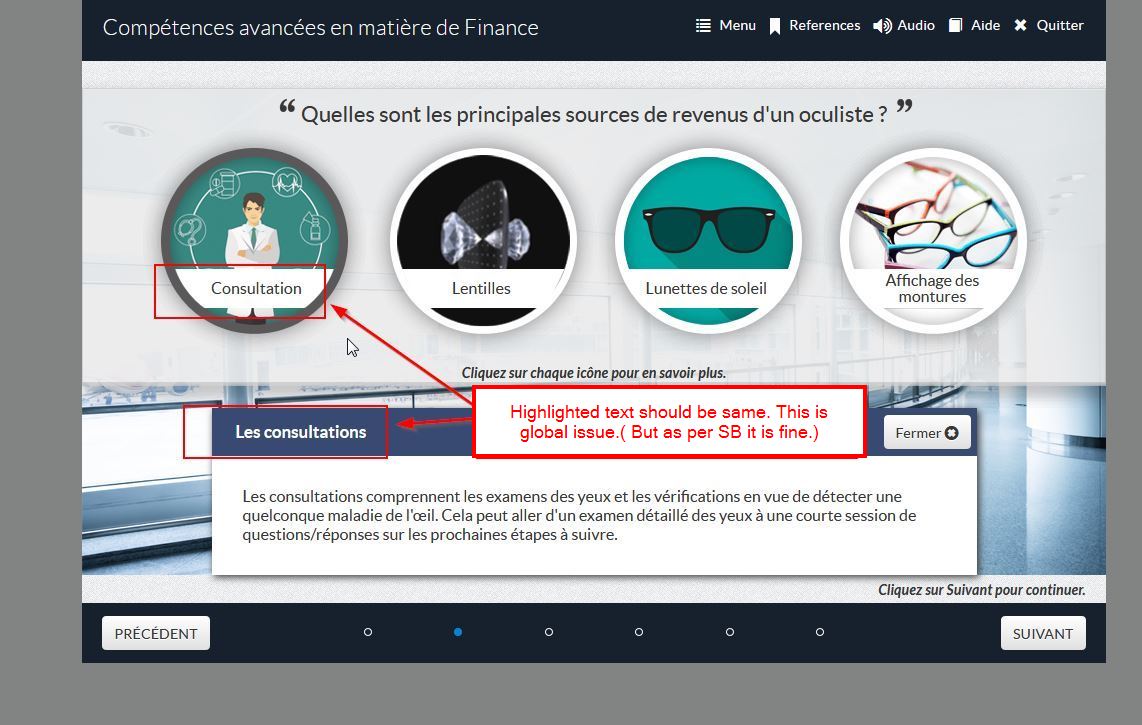 Compétences avancées en matière de Finance
Menu References Audio Aide Quitter
“ Quelles sont les principales sources de revenus d'un oculiste ? ”
Consultation
Lentilles
Lunettes de soleil
Affichage des
montures
Cliquez sur chaque icône pour en savoir plus.
Les consultations
Highlighted text should be same. This is
global issue.( But as per SB it is fine.)
Fermer
Les consultations comprennent les examens des yeux et les vérifications en vue de détecter une
quelconque maladie de l'œil. Cela peut aller d'un examen détaillé des yeux à une courte session de
questions/réponses sur les prochaines étapes à suivre.
Cliquez sur Suivant pour continuer.
PRÉCÉDENT
SUIVANT